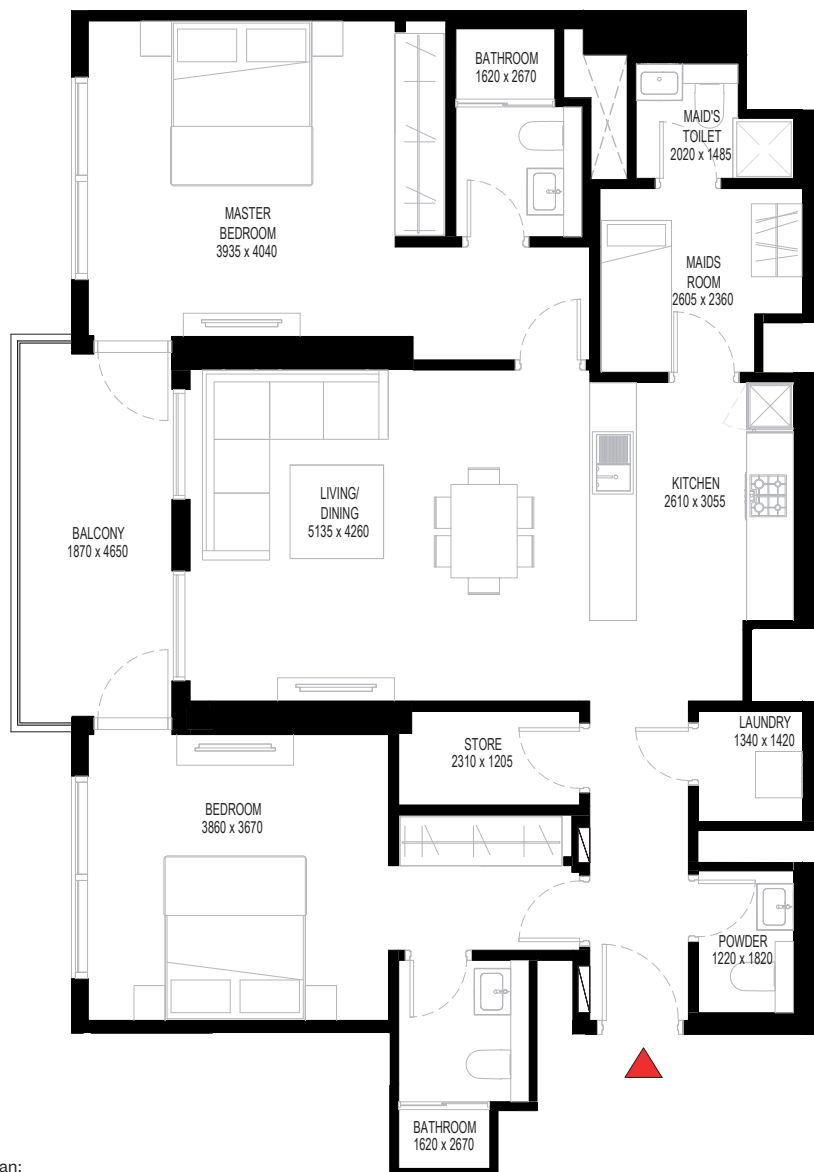 BATHROOM
1620 x 2670
MAID'S
TOILET
2020 x 1485
MASTER
BEDROOM
3935 x 4040
MAIDS
ROOM
2605 x 2360
LIVING/
DINING
5135 x 4260
KITCHEN
2610 x 3055
BALCONY
1870 x 4650
STORE
2310 x 1205
LAUNDRY
1340 x 1420
BEDROOM
3860 x 3670
POWDER
1220 x 1820
BATHROOM
1620 x 2670
an: